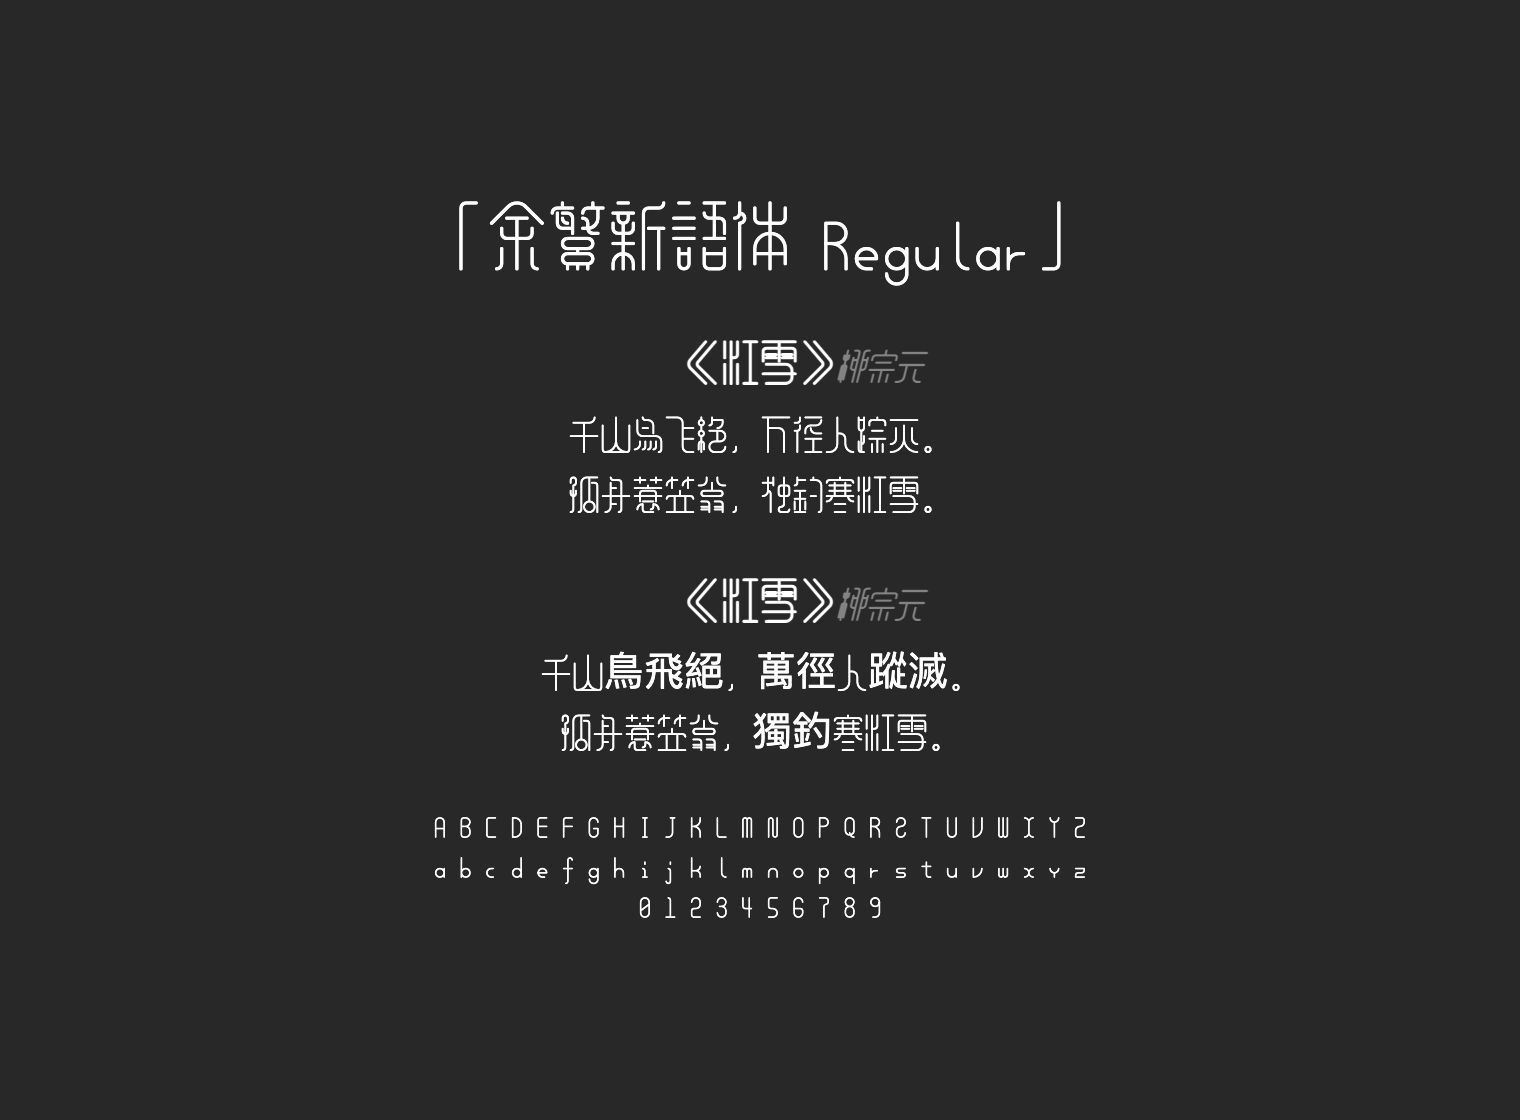 「余繁新語体 Regular」
《江雪》柳宗元
千山鸟飞絕，万径人踪灭。
孤舟蓑笠翁，独钓寒江雪。
《江雪》柳宗元
千山鳥飛絕，萬徑人蹤滅。
孤舟蓑笠翁，獨釣寒江雪。
A B C D E F G H I J K L M N O P Q R S T U V W X Y Z
a b c d e f g h i j k l m n o p q r s t u v w x y z
0 1 2 3 4 5 6 7 8 9